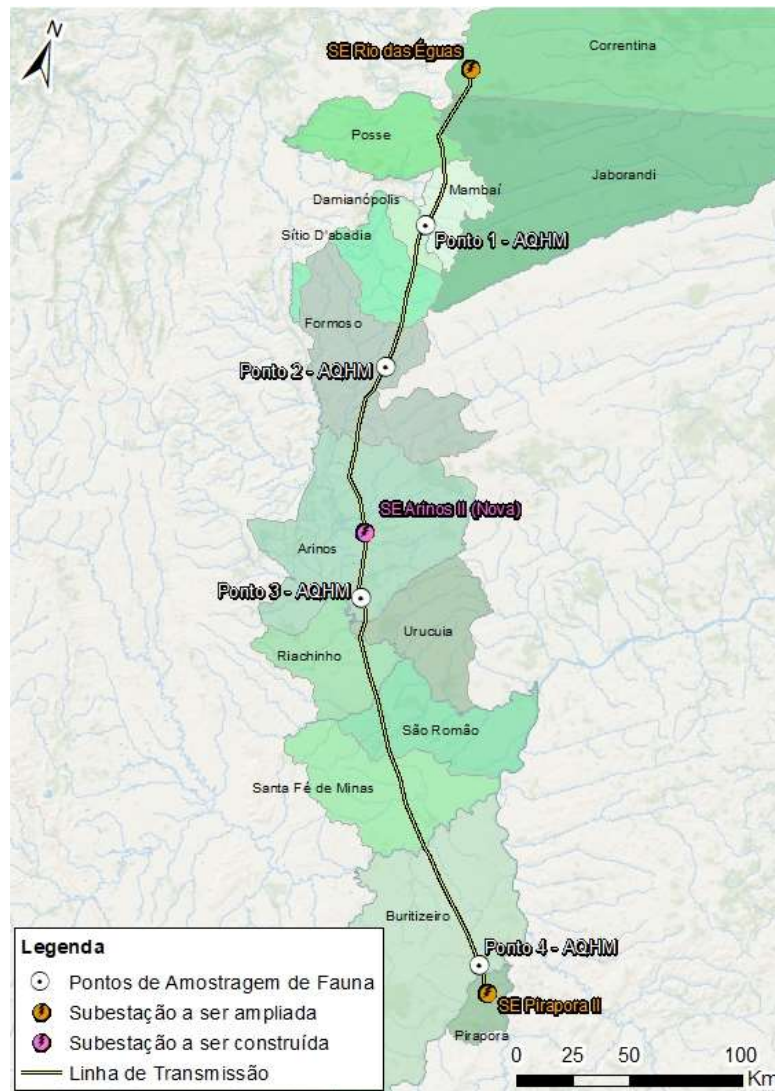 N
SE Rio das Éguas
Correntina
Posse
Jaborandi
Mambaí
Damianópolis
Sítio D'abadia
Ponto 1 - AQHM
Formoso
Ponto 2 - AQHM
SE Arinos II (Nova)
Arinos
Ponto 3 - AQHM
Urucuia
Riachinho
São Romão
Santa Fé de Minas
Buritizeiro
Ponto 4 - AQHM
SE Pirapora II
Pirapora
Legenda
Pontos de Amostragem de Fauna
Subestação a ser ampliada
Subestação a ser construída
Linha de Transmissão
0 25 50 100
Km